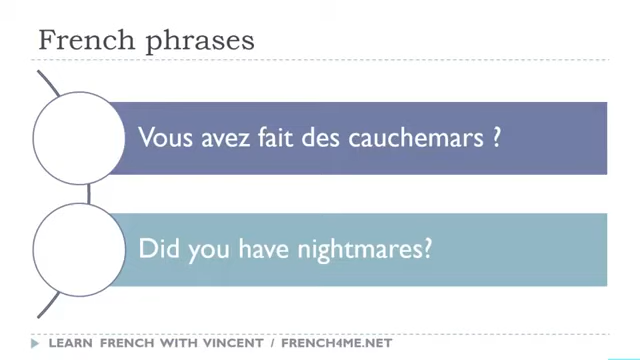 French phrases
Vous avez fait des cauchemars ?
Did you have nightmares?
LEARN FRENCH WITH VINCENT / FRENCH4ME.NET